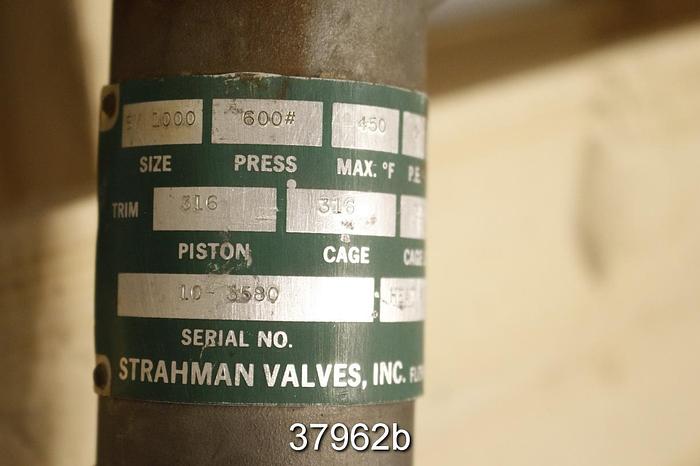 1000 600# 450
SIZE PRESS MAX. °F P.E.
316 316
TRIM
PISTON CAGE CAGE
10- 3580
SERIAL NO.
STRAHMAN VALVES, INC.
37962b